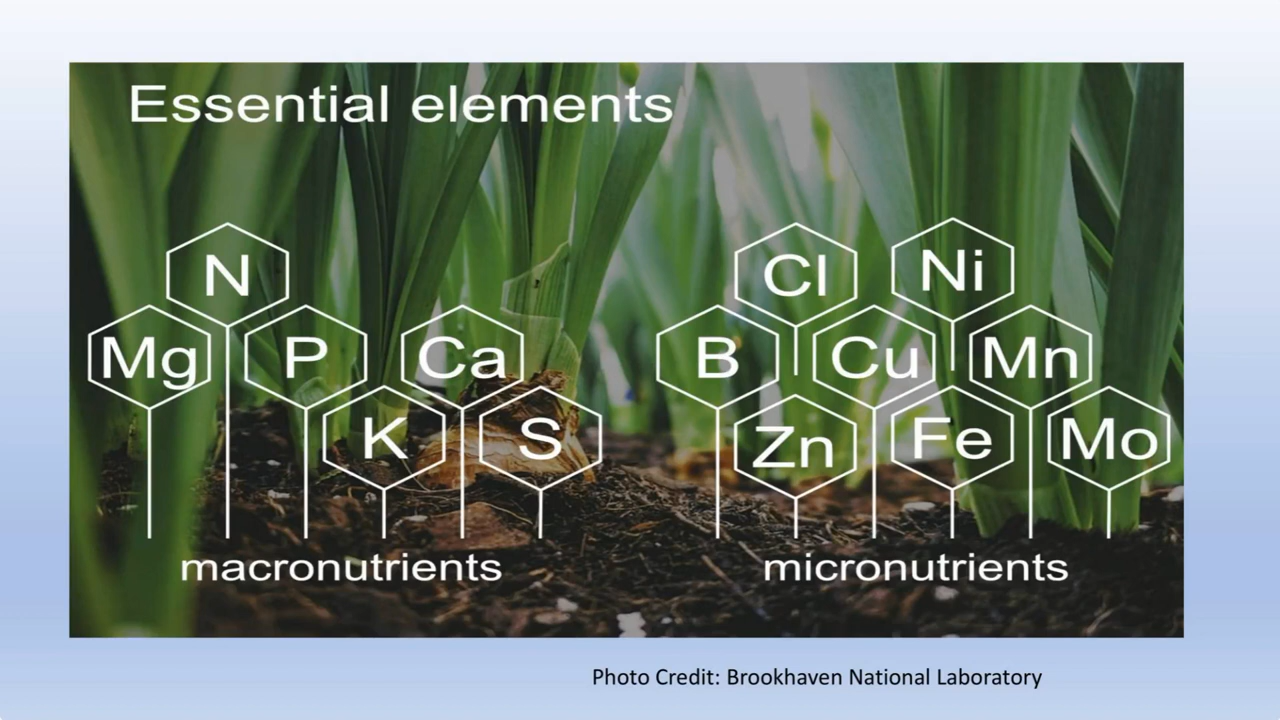 Essential elements
N
Mg P Ca
K S
macronutrients
Cl Ni
B Cu Mn
Zn Fe Mo
micronutrients
Photo Credit: Brookhaven National Laboratory